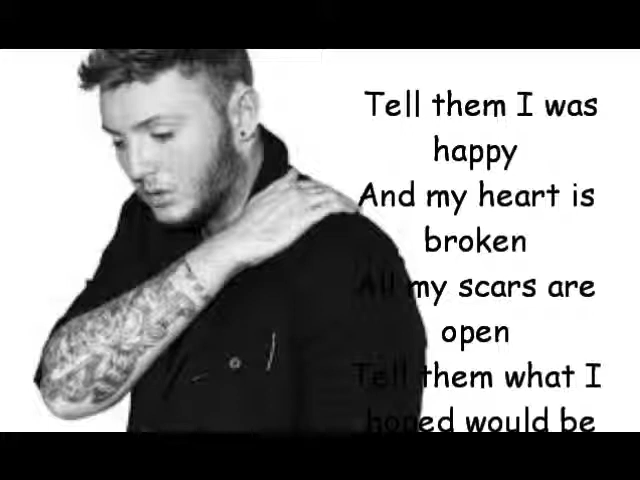 Tell them I was
happy
And my heart is
broken
All my scars are
open
Tell them what I
hoped would be